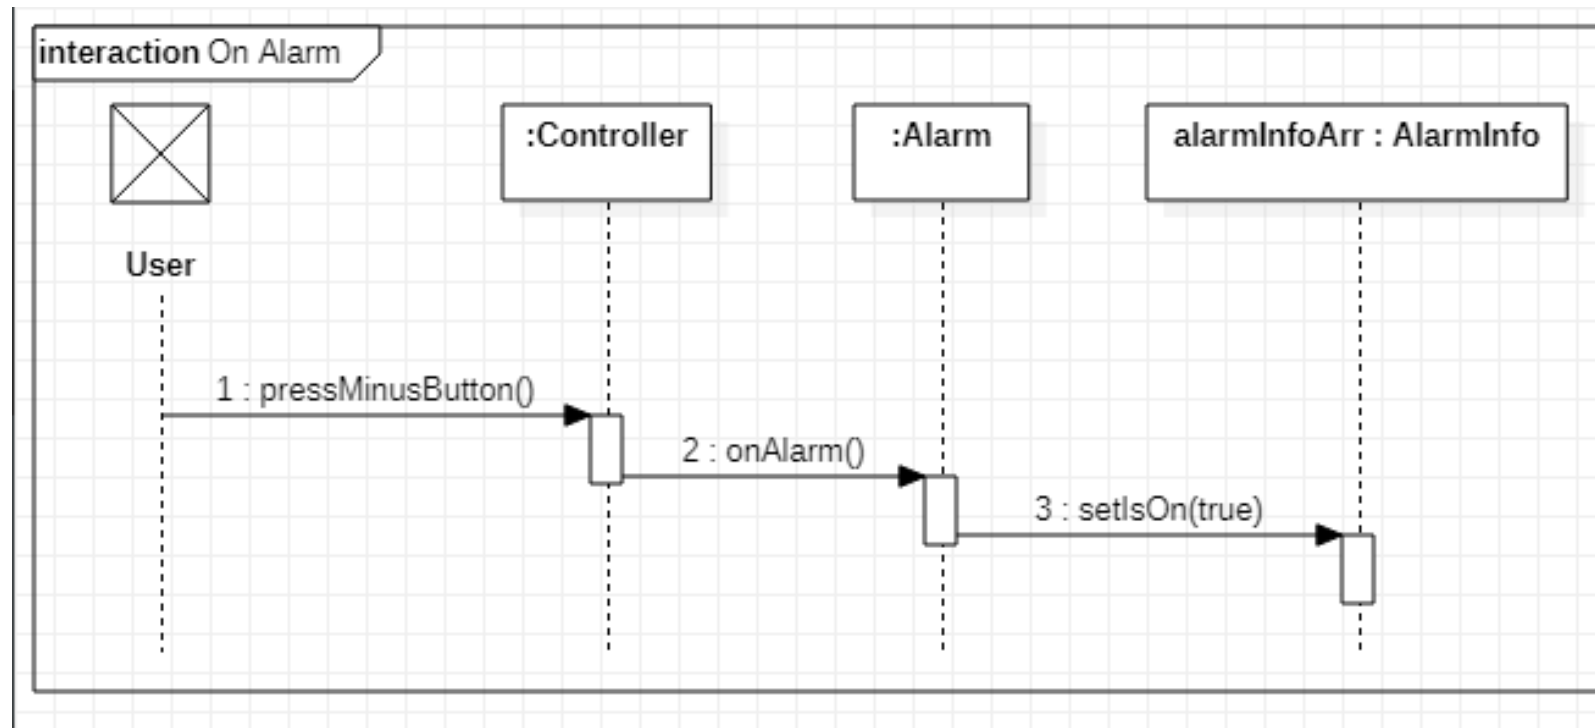 interaction On Alarm
:Controller
:Alarm
alarmInfoArr : AlarmInfo
User
1 : pressMinusButton()
2 : onAlarm()
3 : setIsOn(true)